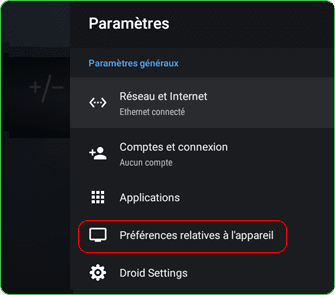 Paramètres
Paramètres généraux
Réseau et Internet
Ethernet connecté
Comptes et connexion
Aucun compte
Applications
Préférences relatives à l'appareil
Droid Settings
+/-